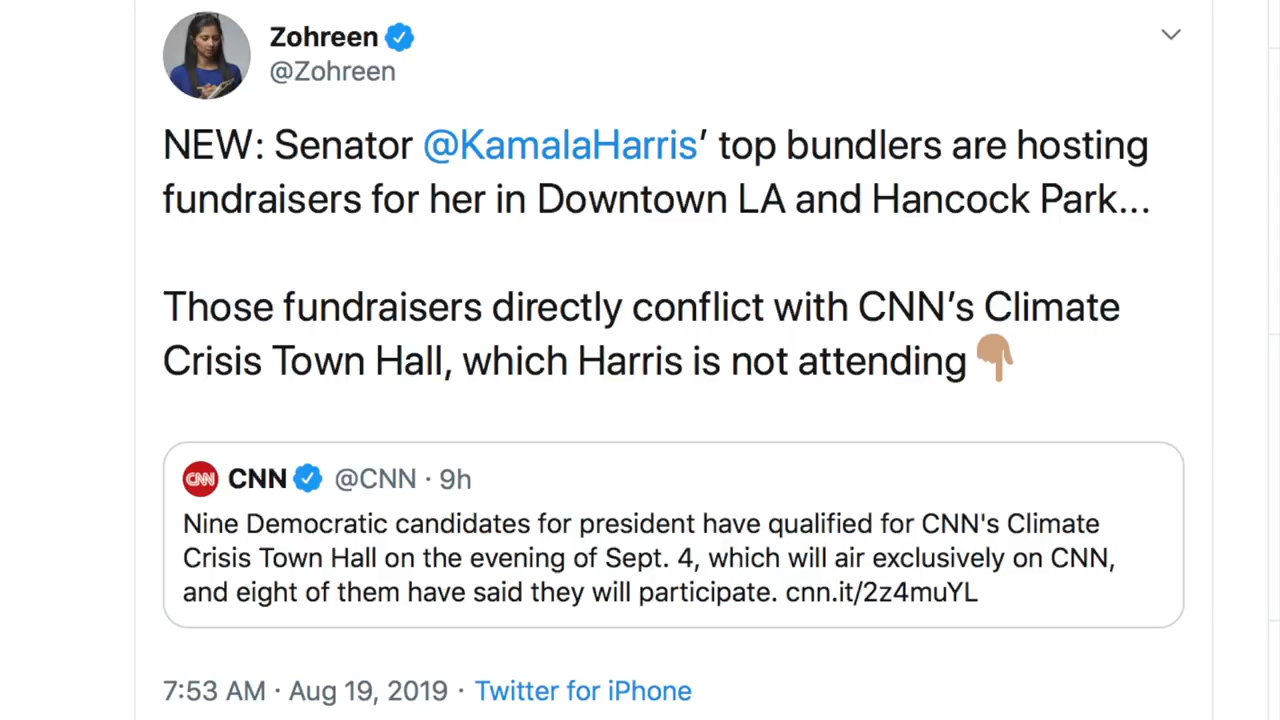 Zohreen
@Zohreen
NEW: Senator @KamalaHarris’ top bundlers are hosting
fundraisers for her in Downtown LA and Hancock Park...
Those fundraisers directly conflict with CNN’s Climate
Crisis Town Hall, which Harris is not attending👇🏽
CNN CNN @CNN · 9h
Nine Democratic candidates for president have qualified for CNN's Climate
Crisis Town Hall on the evening of Sept. 4, which will air exclusively on CNN,
and eight of them have said they will participate. cnn.it/2z4muYL
7:53 AM · Aug 19, 2019 · Twitter for iPhone